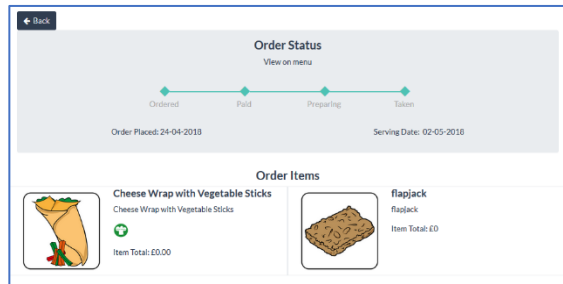 ← Back
Order Status
View on menu
Ordered Paid Preparing Taken
Order Placed: 24-04-2018 Serving Date: 02-05-2018
Order Items
Cheese Wrap with Vegetable Sticks
Cheese Wrap with Vegetable Sticks
Item Total: £0.00
flapjack
flapjack
Item Total: £0